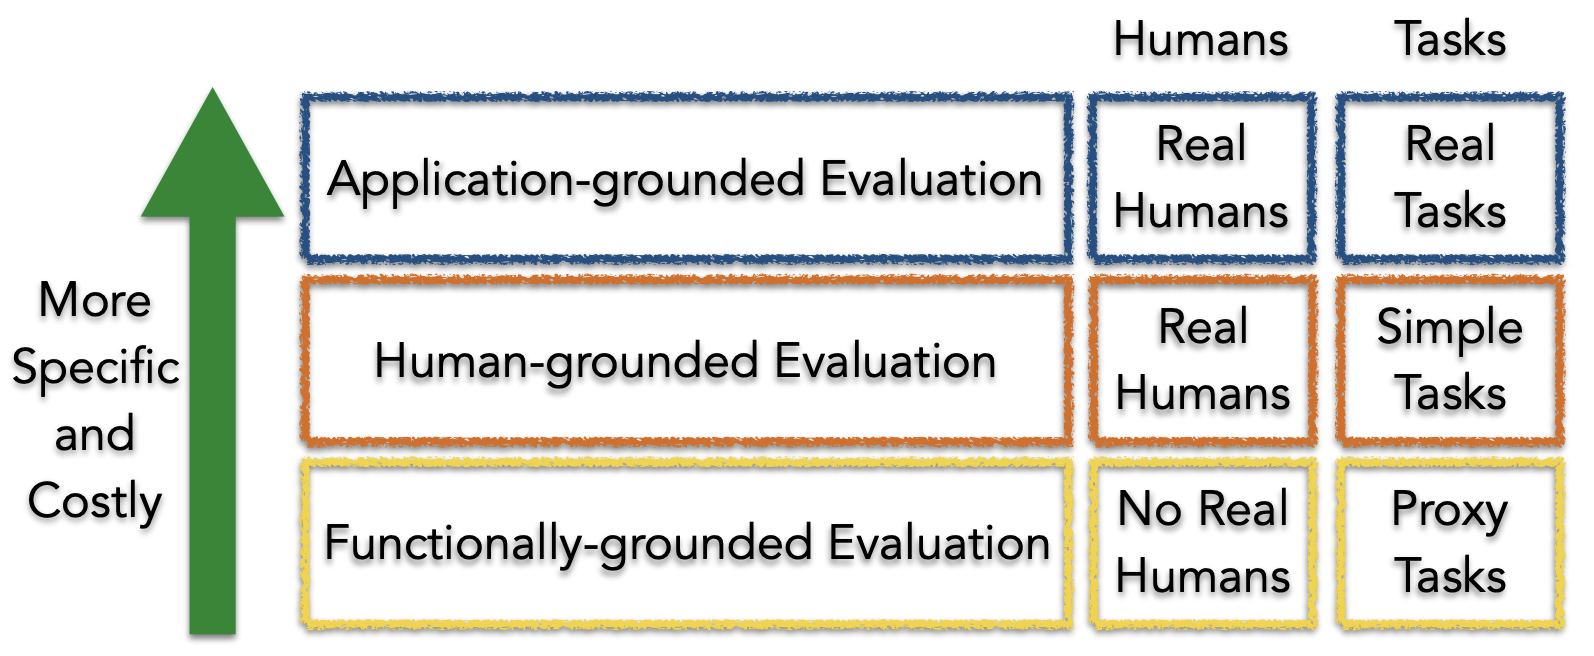 Humans Tasks
Application-grounded Evaluation
Real
Humans
Real
Tasks
More
Specific
and
Costly
Human-grounded Evaluation
Real
Humans
Simple
Tasks
Functionally-grounded Evaluation
No Real
Humans
Proxy
Tasks